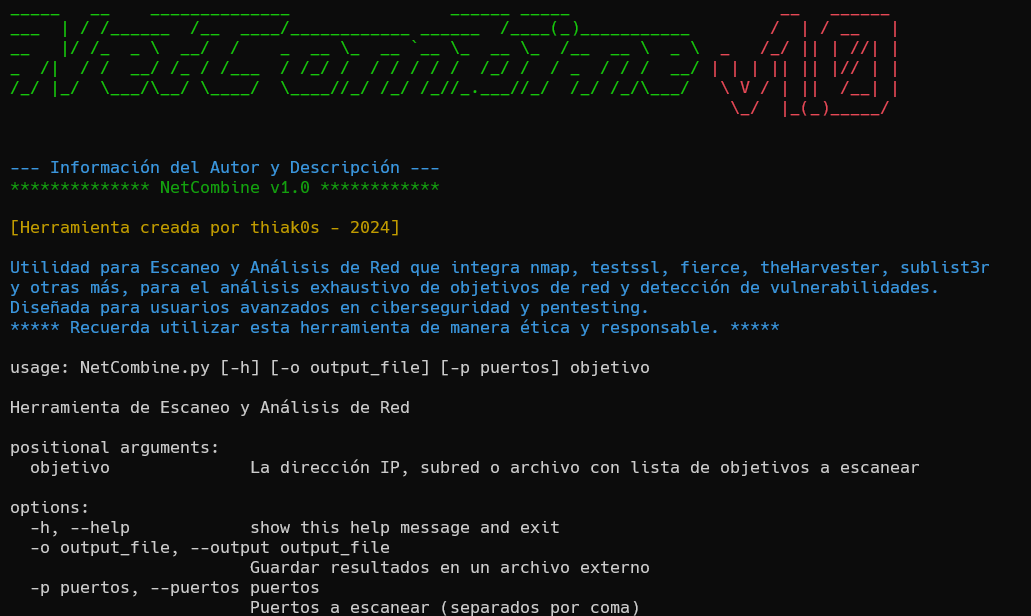 NetCombine v1.0
--- Información del Autor y Descripción ---
************** NetCombine v1.0 ************
[Herramienta creada por thiak0s - 2024]
Utilidad para Escaneo y Análisis de Red que integra nmap, testssl, fierce, theHarvester, sublist3r
y otras más, para el análisis exhaustivo de objetivos de red y detección de vulnerabilidades.
Diseñada para usuarios avanzados en ciberseguridad y pentesting.
***** Recuerda utilizar esta herramienta de manera ética y responsable. *****
usage: NetCombine.py [-h] [-o output_file] [-p puertos] objetivo
Herramienta de Escaneo y Análisis de Red
positional arguments:
objetivo La dirección IP, subred o archivo con lista de objetivos a escanear
options:
-h, --help show this help message and exit
-o output_file, --output output_file
Guardar resultados en un archivo externo
-p puertos, --puertos puertos
Puertos a escanear (separados por coma)